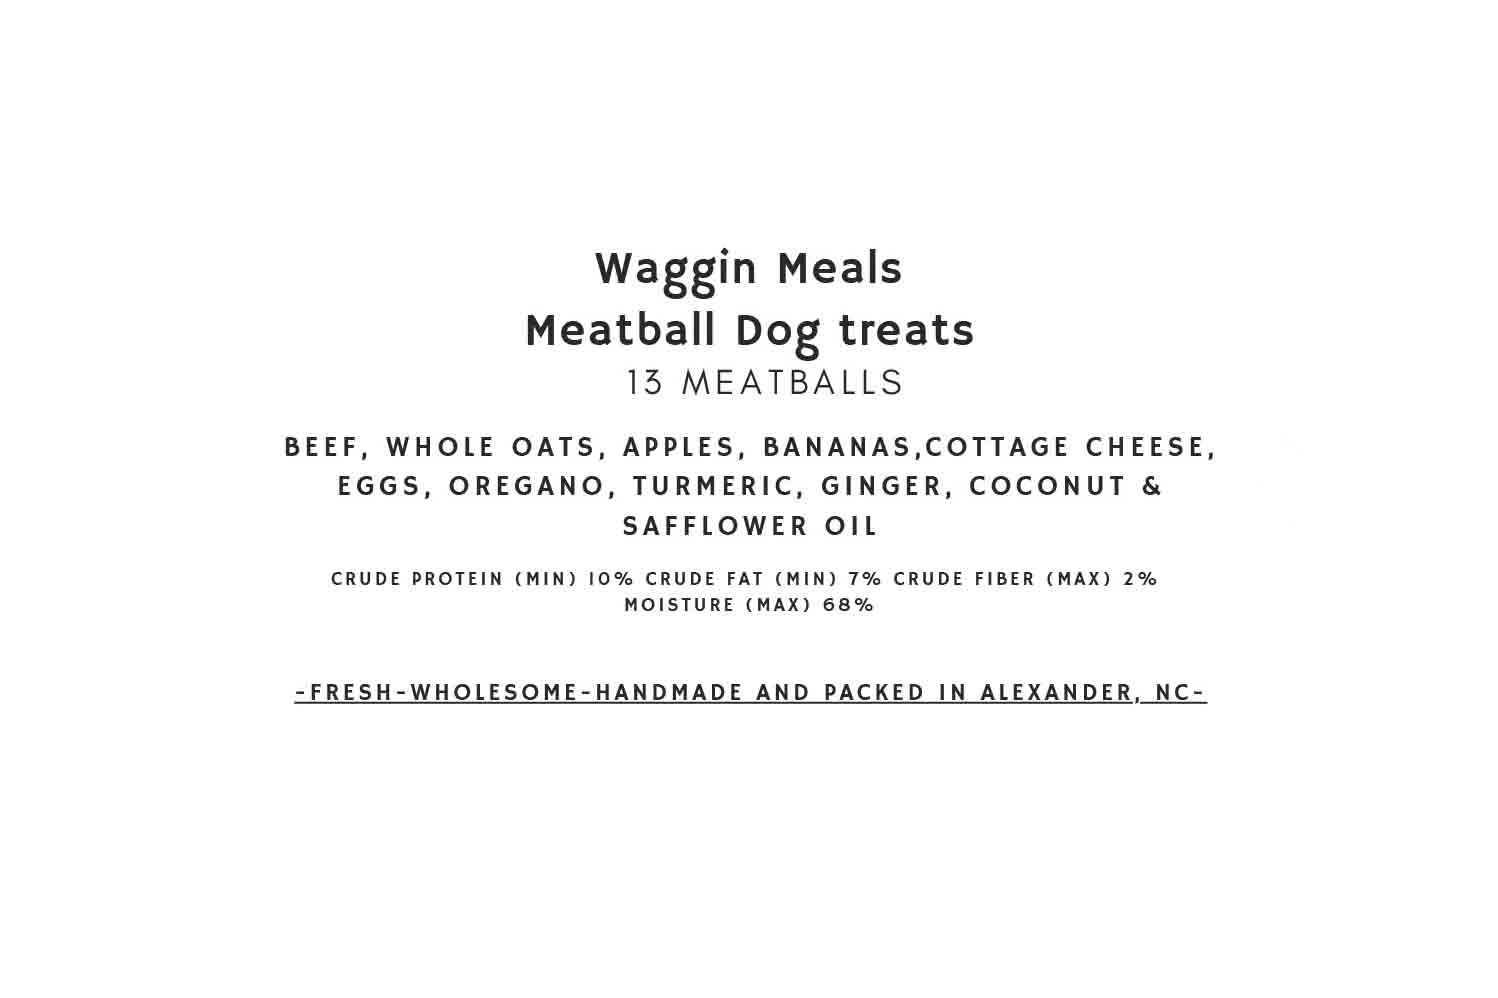 Waggin Meals
Meatball Dog treats
13 MEATBALLS
BEEF, WHOLE OATS, APPLES, BANANAS,COTTAGE CHEESE,
EGGS, OREGANO, TURMERIC, GINGER, COCONUT &
SAFFLOWER OIL
CRUDE PROTEIN (MIN) 10% CRUDE FAT (MIN) 7% CRUDE FIBER (MAX) 2%
MOISTURE (MAX) 68%
-FRESH-WHOLESOME-HANDMADE AND PACKED IN ALEXANDER, NC-